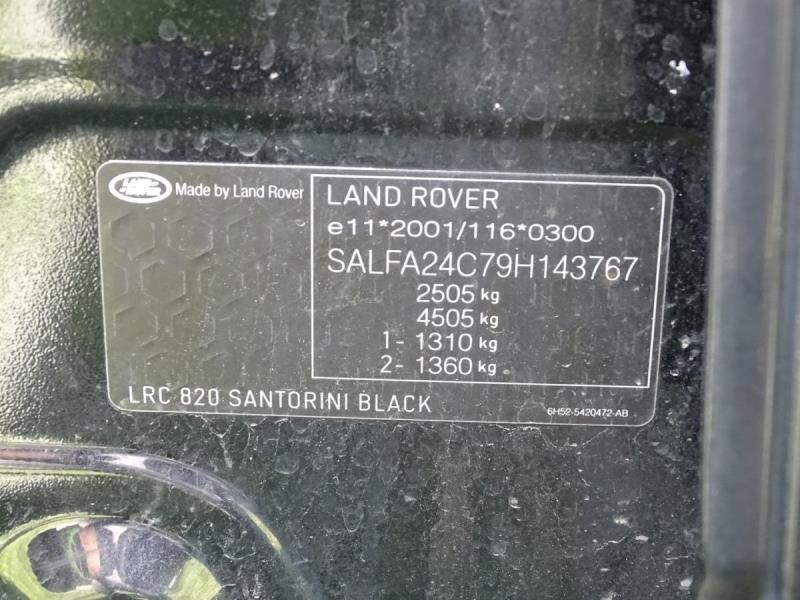 LAND ROVER
Made by Land Rover
LAND ROVER
e11*2001/116*0300
SALFA24C79H143767
2505 kg
4505 kg
1- 1310 kg
2- 1360 kg
LRC 820 SANTORINI BLACK
6H52-5420472-AB